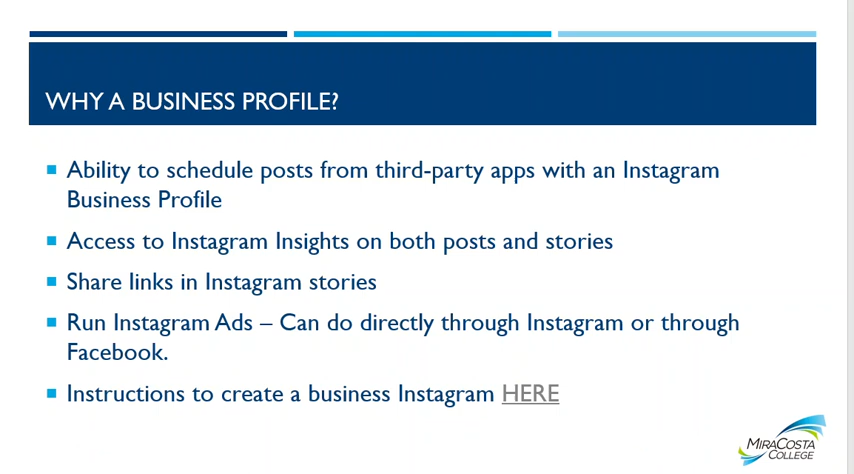 WHY A BUSINESS PROFILE?
Ability to schedule posts from third-party apps with an Instagram
Business Profile
Access to Instagram Insights on both posts and stories
Share links in Instagram stories
Run Instagram Ads – Can do directly through Instagram or through
Facebook.
Instructions to create a business Instagram HERE
MIRACOSTA
COLLEGE